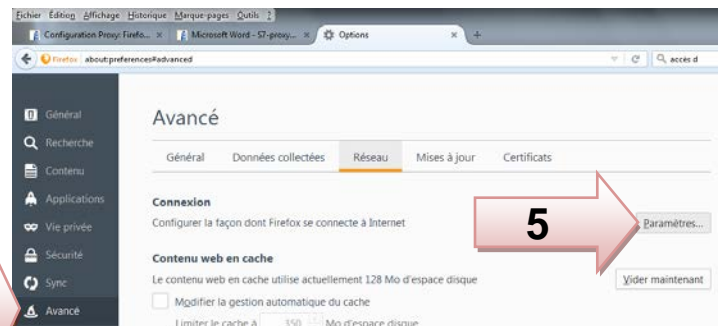 Fichier Édition Affichage Historique Marque-pages Outils ?
Configuration Proxy: Firefo... × Microsoft Word - S7-proxy... × Options × +
Firefox about:preferences#advanced accès d
Général
Recherche
Contenu
Applications
Vie privée
Sécurité
Sync
Avancé
Avancé
Général Données collectées Réseau Mises à jour Certificats
Connexion
Configurer la façon dont Firefox se connecte à Internet
5
Paramètres...
Contenu web en cache
Le contenu web en cache utilise actuellement 128 Mo d'espace disque
Vider maintenant
Modifier la gestion automatique du cache
Limiter le cache à 350 Mo d'espace disque